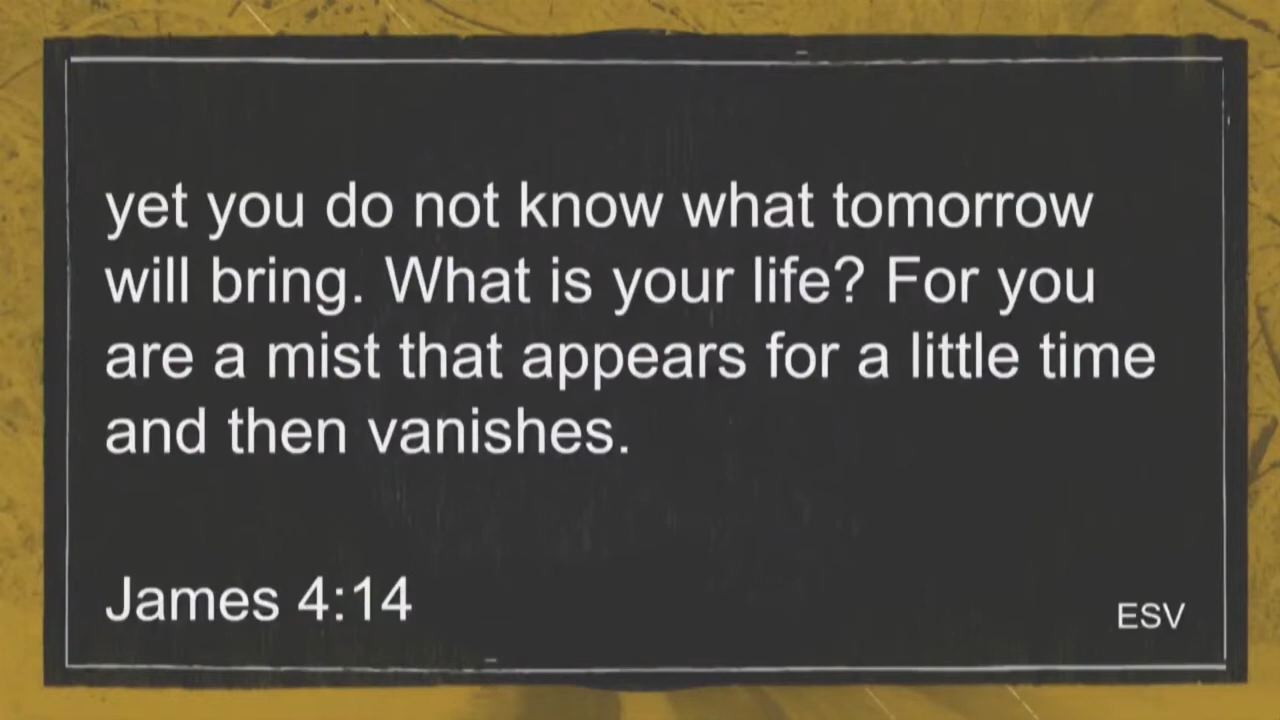 yet you do not know what tomorrow
will bring. What is your life? For you
are a mist that appears for a little time
and then vanishes.
James 4:14
ESV